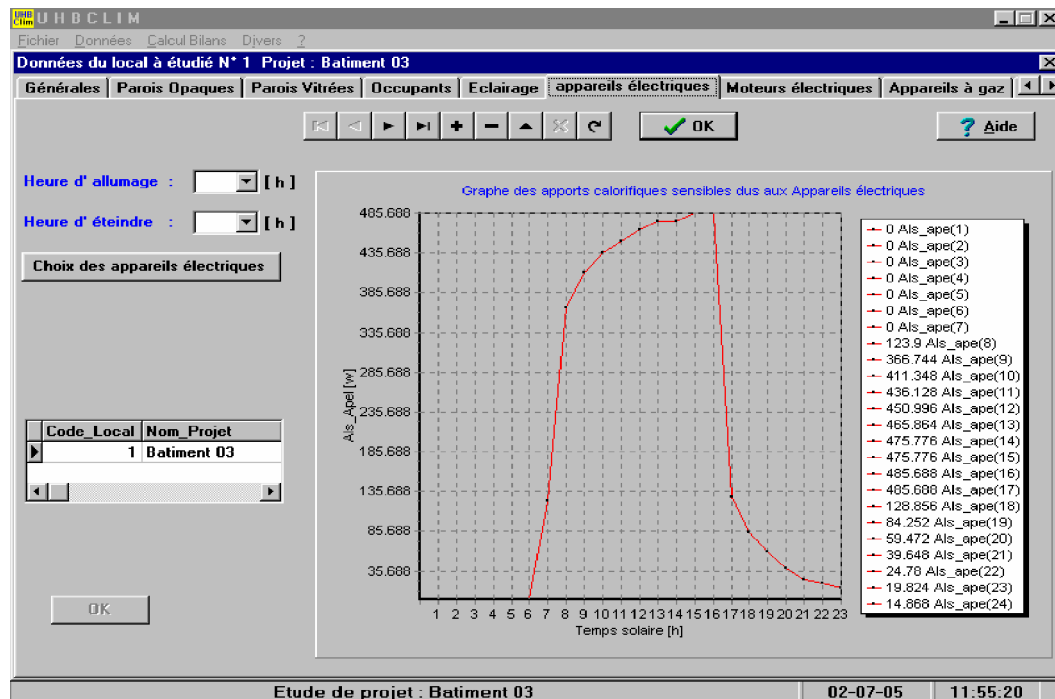 UHB Clim U H B C L I M
Fichier Données Calcul Bilans Divers ?
Données du local à étudié N° 1 Projet : Batiment 03
Générales Parois Opaques Parois Vitrées Occupants Eclairage appareils électriques Moteurs électriques Appareils à gaz
OK ? Aide
Heure d' allumage : [ h ]
Heure d' éteindre : [ h ]
Choix des appareils électriques
Code_Local Nom_Projet
1 Batiment 03
OK
Graphe des apports calorifiques sensibles dus aux Appareils électriques
485.688
435.688
385.688
335.688
285.688
235.688
185.688
135.688
85.688
35.688
Als_Apel [w]
1 2 3 4 5 6 7 8 9 10 11 12 13 14 15 16 17 18 19 20 21 22 23
Temps solaire [h]
0 Als_ape(1)
0 Als_ape(2)
0 Als_ape(3)
0 Als_ape(4)
0 Als_ape(5)
0 Als_ape(6)
0 Als_ape(7)
123.9 Als_ape(8)
366.744 Als_ape(9)
411.348 Als_ape(10)
436.128 Als_ape(11)
450.996 Als_ape(12)
465.864 Als_ape(13)
475.776 Als_ape(14)
475.776 Als_ape(15)
485.688 Als_ape(16)
485.688 Als_ape(17)
128.856 Als_ape(18)
84.252 Als_ape(19)
59.472 Als_ape(20)
39.648 Als_ape(21)
24.78 Als_ape(22)
19.824 Als_ape(23)
14.868 Als_ape(24)
Etude de projet : Batiment 03 02-07-05 11:55:20